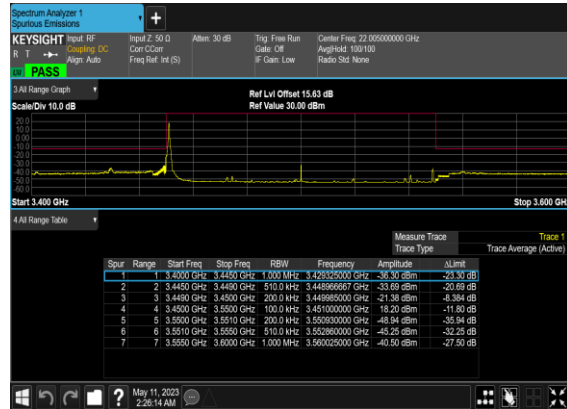 Spectrum Analyzer 1
Spurious Emissions
+
KEYSIGHT Input: RF Input Z: 50 Ω Atten: 30 dB Trig: Free Run Center Freq: 22.005000000 GHz
R T Coupling: DC Corr CCorr Gate: Off Avg|Hold: 100/100
Align: Auto Freq Ref: Int (S) IF Gain: Low Radio Std: None
PASS
3 All Range Graph
Ref Lvl Offset 15.63 dB
Scale/Div 10.0 dB Ref Value 30.00 dBm
20.0
10.0
0.00
-10.0
-20.0
-30.0
-40.0
-50.0
-60.0
Start 3.400 GHz Stop 3.600 GHz
4 All Range Table
Measure Trace Trace 1
Trace Type Trace Average (Active)
Spur Range Start Freq Stop Freq RBW Frequency Amplitude ΔLimit
1 1 3.4000 GHz 3.4450 GHz 1.000 MHz 3.429325000 GHz -36.30 dBm -23.30 dB
2 2 3.4450 GHz 3.4490 GHz 510.0 kHz 3.448966667 GHz -33.69 dBm -20.69 dB
3 3 3.4490 GHz 3.4500 GHz 200.0 kHz 3.449985000 GHz -21.38 dBm -8.384 dB
4 4 3.4500 GHz 3.5500 GHz 100.0 kHz 3.451000000 GHz 18.20 dBm -11.80 dB
5 5 3.5500 GHz 3.5510 GHz 200.0 kHz 3.550930000 GHz -48.94 dBm -35.94 dB
6 6 3.5510 GHz 3.5550 GHz 510.0 kHz 3.552860000 GHz -45.25 dBm -32.25 dB
7 7 3.5550 GHz 3.6000 GHz 1.000 MHz 3.560025000 GHz -40.50 dBm -27.50 dB
? May 11, 2023
2:26:14 AM